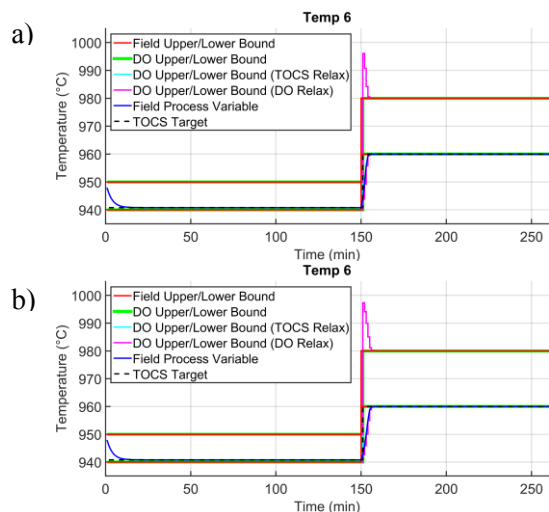 a)
Temp 6
Temperature (°C)
1000
990
980
970
960
950
940
Field Upper/Lower Bound
DO Upper/Lower Bound
DO Upper/Lower Bound (TOCS Relax)
DO Upper/Lower Bound (DO Relax)
Field Process Variable
TOCS Target
0 50 100 150 200 250
Time (min)
b)
Temp 6
Temperature (°C)
1000
990
980
970
960
950
940
Field Upper/Lower Bound
DO Upper/Lower Bound
DO Upper/Lower Bound (TOCS Relax)
DO Upper/Lower Bound (DO Relax)
Field Process Variable
TOCS Target
0 50 100 150 200 250
Time (min)